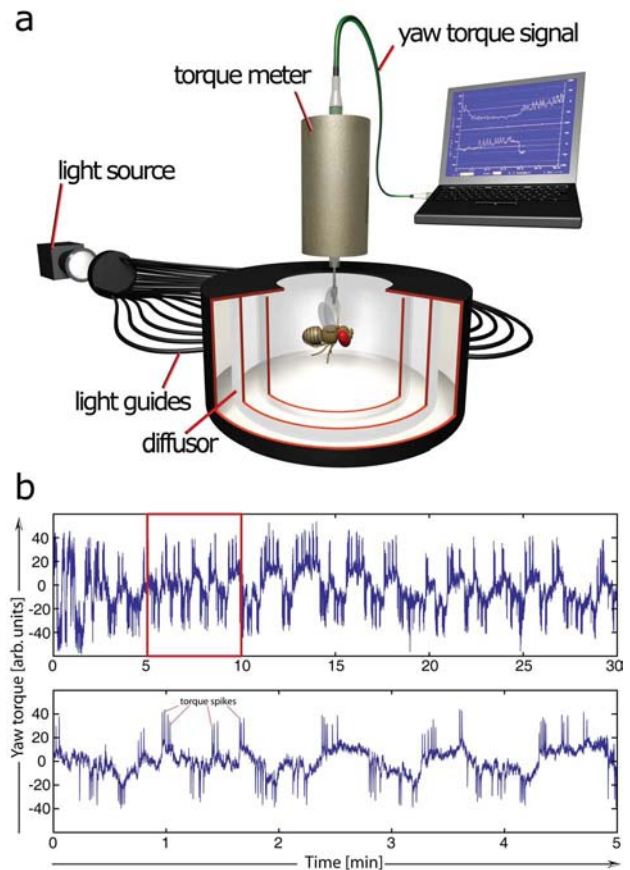 a
yaw torque signal
torque meter
light source
light guides
diffusor
b
Yaw torque [arb. units]
40
20
0
-20
-40
0 5 10 15 20 25 30
torque spikes
40
20
0
-20
-40
0 1 2 3 4 5
Time [min]